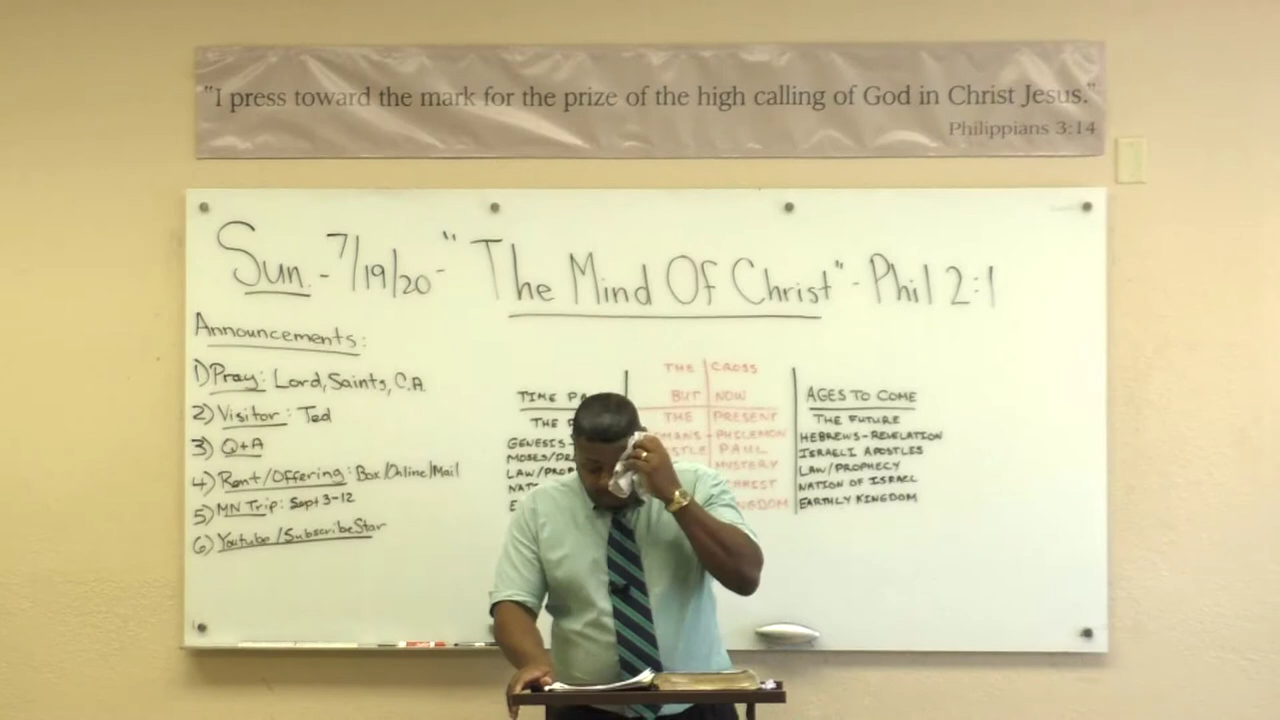 "I press toward the mark for the prize of the high calling of God in Christ Jesus."
Philippians 3:14
Sun. - 7/19/20 - "The Mind Of Christ" - Phil 2:1
Announcements:
1) Pray: Lord, Saints, C.A.
2) Visitor: Ted
3) Q+A
4) Rent/Offering: Box/Online/Mail
5) MN Trip: Sept 3-12
6) Youtube/SubscribeStar
TIME
THE
GENESIS-
LAW/
THE CROSS
BUT NOW
THE PRESENT
PHILEMON
PAUL
MYSTERY
AGES TO COME
THE FUTURE
HEBREWS-REVELATION
ISRAELI APOSTLES
LAW/PROPHECY
NATION OF ISRAEL
EARTHLY KINGDOM